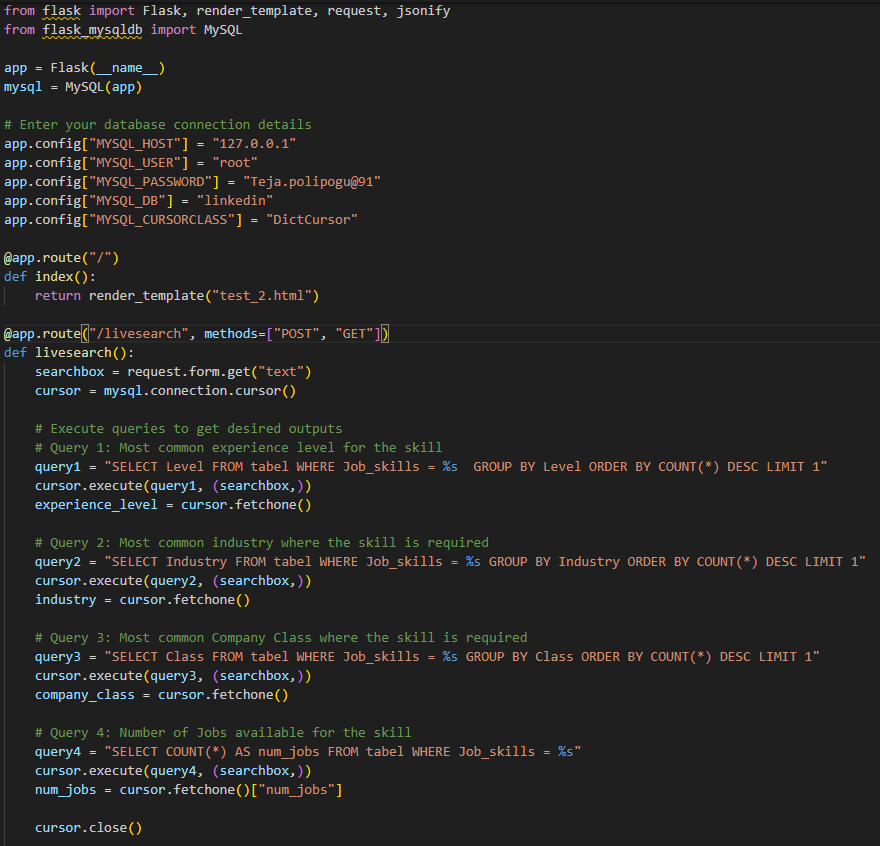 from flask import Flask, render_template, request, jsonify
from flask_mysqldb import MySQL
app = Flask(__name__)
mysql = MySQL(app)
# Enter your database connection details
app.config["MYSQL_HOST"] = "127.0.0.1"
app.config["MYSQL_USER"] = "root"
app.config["MYSQL_PASSWORD"] = "Teja.polipogu@91"
app.config["MYSQL_DB"] = "linkedin"
app.config["MYSQL_CURSORCLASS"] = "DictCursor"
@app.route("/")
def index():
    return render_template("test_2.html")
@app.route("/livesearch", methods=["POST", "GET"])
def livesearch():
    searchbox = request.form.get("text")
    cursor = mysql.connection.cursor()
    # Execute queries to get desired outputs
    # Query 1: Most common experience level for the skill
    query1 = "SELECT Level FROM tabel WHERE Job_skills = %s  GROUP BY Level ORDER BY COUNT(*) DESC LIMIT 1"
    cursor.execute(query1, (searchbox,))
    experience_level = cursor.fetchone()
    # Query 2: Most common industry where the skill is required
    query2 = "SELECT Industry FROM tabel WHERE Job_skills = %s GROUP BY Industry ORDER BY COUNT(*) DESC LIMIT 1"
    cursor.execute(query2, (searchbox,))
    industry = cursor.fetchone()
    # Query 3: Most common Company Class where the skill is required
    query3 = "SELECT Class FROM tabel WHERE Job_skills = %s GROUP BY Class ORDER BY COUNT(*) DESC LIMIT 1"
    cursor.execute(query3, (searchbox,))
    company_class = cursor.fetchone()
    # Query 4: Number of Jobs available for the skill
    query4 = "SELECT COUNT(*) AS num_jobs FROM tabel WHERE Job_skills = %s"
    cursor.execute(query4, (searchbox,))
    num_jobs = cursor.fetchone()["num_jobs"]
    cursor.close()